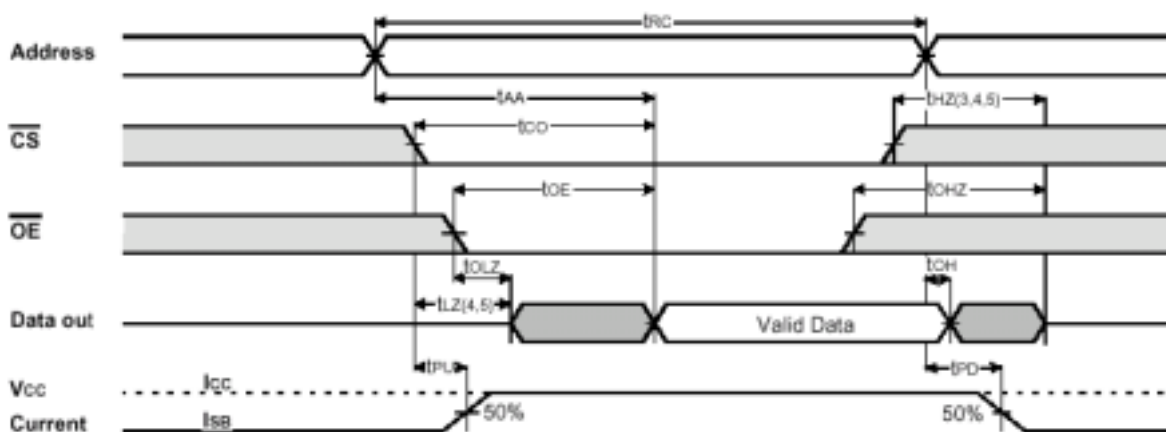 tRC
Address
tAA
tHZ(3,4,5)
CS
tCO
tOE
tOHZ
OE
tOLZ
tOH
tLZ(4,5)
Data out
Valid Data
tPU
tPD
VCC
ICC
50%
50%
Current
ISB